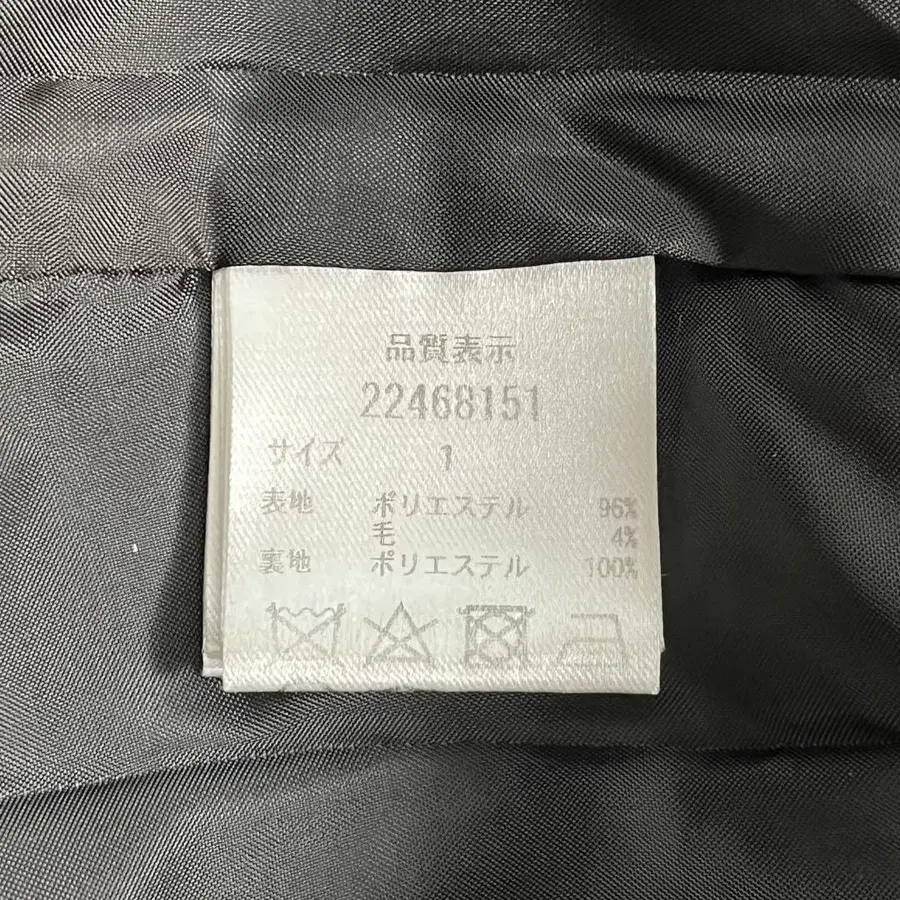 品質表示
22468151
サイズ 1
表地 ポリエステル 96%
毛 4%
裏地 ポリエステル 100%